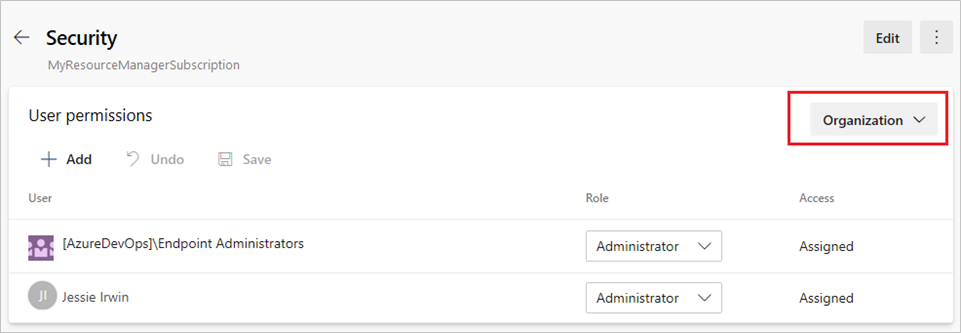 Security
Edit
MyResourceManagerSubscription
User permissions
Organization
Add Undo Save
User Role Access
[AzureDevOps]\Endpoint Administrators Administrator Assigned
JI Jessie Irwin Administrator Assigned